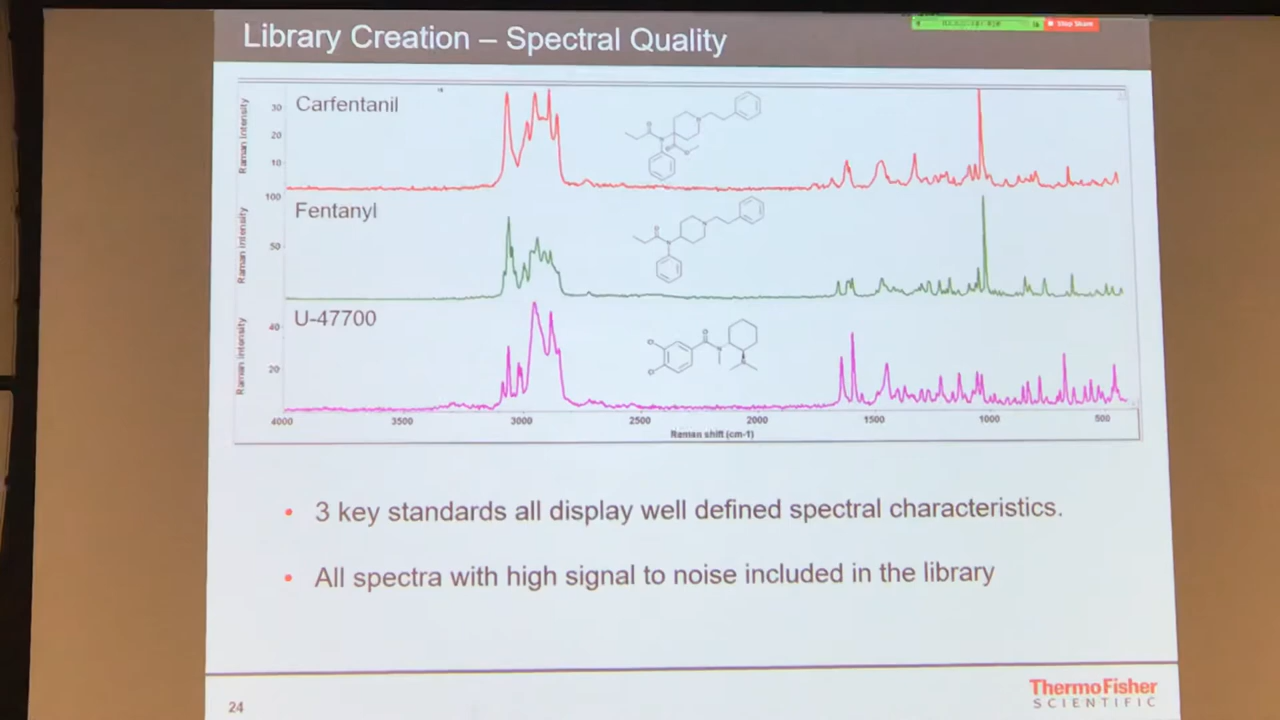 Library Creation – Spectral Quality
Stop Share
Carfentanil
Raman Intensity
30
20
10
Fentanyl
Raman Intensity
100
50
U-47700
Raman Intensity
40
20
4000 3500 3000 2500 2000 1500 1000 500
Raman shift (cm-1)
• 3 key standards all display well defined spectral characteristics.
• All spectra with high signal to noise included in the library
24
ThermoFisher
SCIENTIFIC